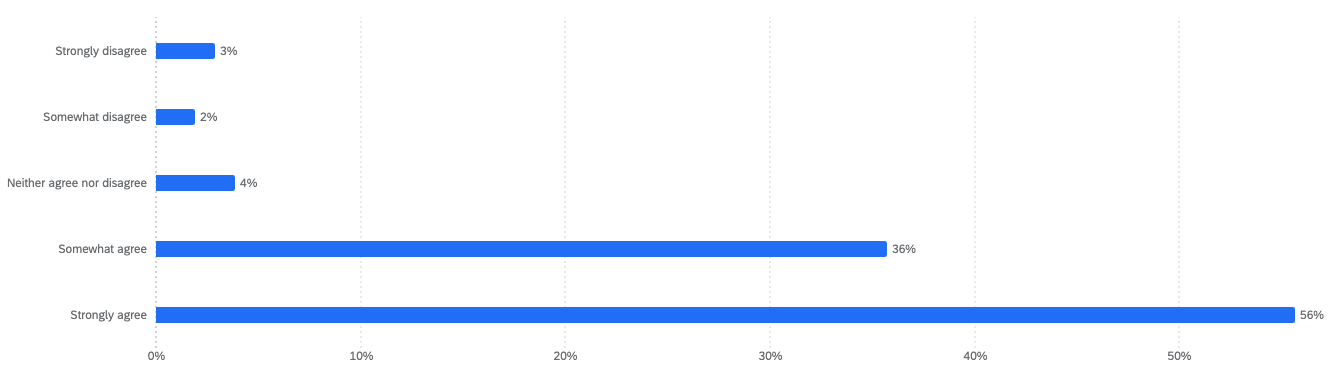 Strongly disagree 3%
Somewhat disagree 2%
Neither agree nor disagree 4%
Somewhat agree 36%
Strongly agree 56%
0% 10% 20% 30% 40% 50%